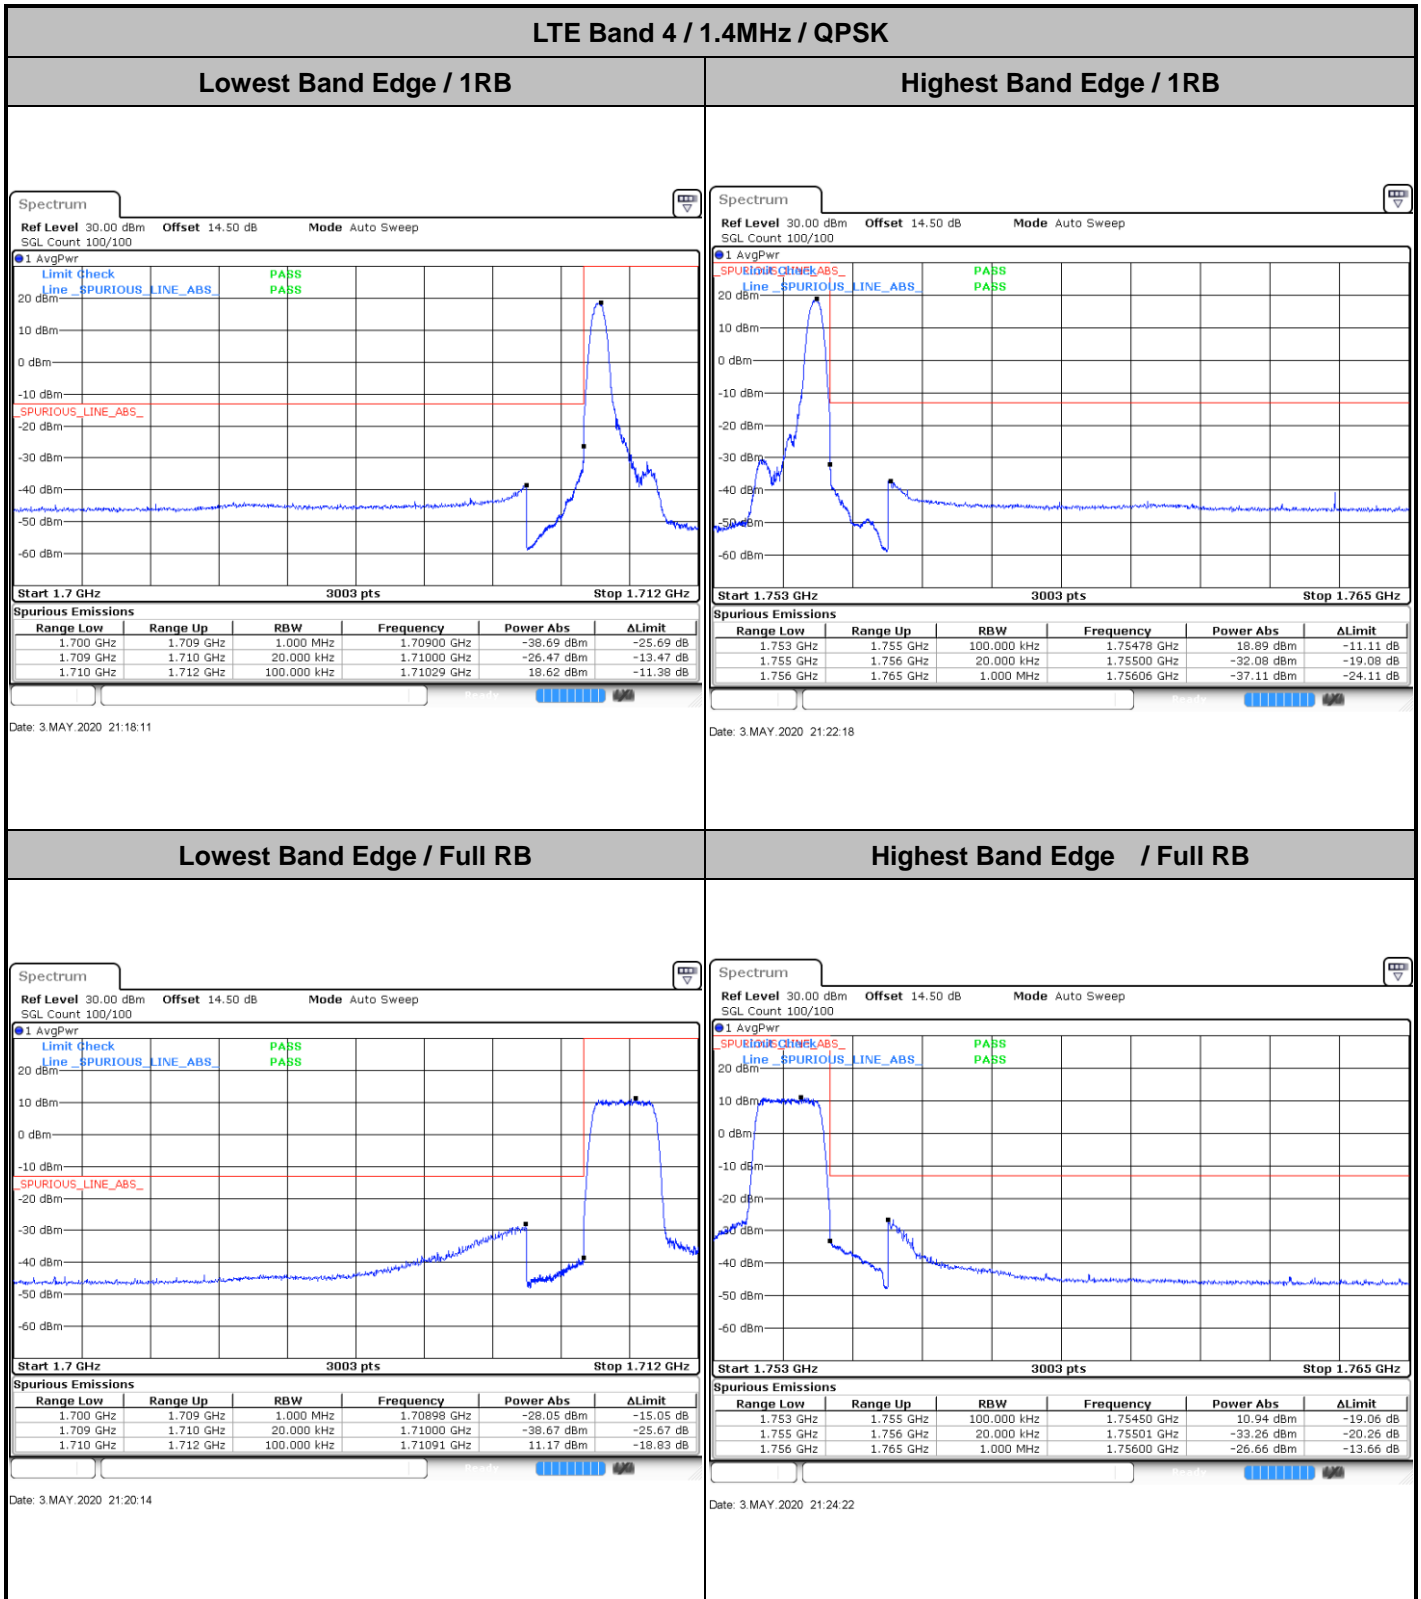 LTE Band 4 / 1.4MHz / QPSK
Lowest Band Edge / 1RB
Highest Band Edge / 1RB
Spectrum
Ref Level 30.00 dBm Offset 14.50 dB Mode Auto Sweep
SGL Count 100/100
1 AvgPwr
Limit Check PASS
Line _SPURIOUS_LINE_ABS_ PASS
20 dBm
10 dBm
0 dBm
-10 dBm
_SPURIOUS_LINE_ABS_
-20 dBm
-30 dBm
-40 dBm
-50 dBm
-60 dBm
Start 1.7 GHz 3003 pts Stop 1.712 GHz
Spurious Emissions
Range Low Range Up RBW Frequency Power Abs ΔLimit
1.700 GHz 1.709 GHz 1.000 MHz 1.70900 GHz -38.69 dBm -25.69 dB
1.709 GHz 1.710 GHz 20.000 kHz 1.71000 GHz -26.47 dBm -13.47 dB
1.710 GHz 1.712 GHz 100.000 kHz 1.71029 GHz 18.62 dBm -11.38 dB
Ready
Date: 3.MAY.2020 21:18:11
Spectrum
Ref Level 30.00 dBm Offset 14.50 dB Mode Auto Sweep
SGL Count 100/100
1 AvgPwr
_SPURIOUS_LINE_ABS_
Limit Check PASS
Line _SPURIOUS_LINE_ABS_ PASS
20 dBm
10 dBm
0 dBm
-10 dBm
-20 dBm
-30 dBm
-40 dBm
-50 dBm
-60 dBm
Start 1.753 GHz 3003 pts Stop 1.765 GHz
Spurious Emissions
Range Low Range Up RBW Frequency Power Abs ΔLimit
1.753 GHz 1.755 GHz 100.000 kHz 1.75478 GHz 18.89 dBm -11.11 dB
1.755 GHz 1.756 GHz 20.000 kHz 1.75500 GHz -32.08 dBm -19.08 dB
1.756 GHz 1.765 GHz 1.000 MHz 1.75606 GHz -37.11 dBm -24.11 dB
Ready
Date: 3.MAY.2020 21:22:18
Lowest Band Edge / Full RB
Highest Band Edge / Full RB
Spectrum
Ref Level 30.00 dBm Offset 14.50 dB Mode Auto Sweep
SGL Count 100/100
1 AvgPwr
Limit Check PASS
Line _SPURIOUS_LINE_ABS_ PASS
20 dBm
10 dBm
0 dBm
-10 dBm
_SPURIOUS_LINE_ABS_
-20 dBm
-30 dBm
-40 dBm
-50 dBm
-60 dBm
Start 1.7 GHz 3003 pts Stop 1.712 GHz
Spurious Emissions
Range Low Range Up RBW Frequency Power Abs ΔLimit
1.700 GHz 1.709 GHz 1.000 MHz 1.70898 GHz -28.05 dBm -15.05 dB
1.709 GHz 1.710 GHz 20.000 kHz 1.71000 GHz -38.67 dBm -25.67 dB
1.710 GHz 1.712 GHz 100.000 kHz 1.71091 GHz 11.17 dBm -18.83 dB
Ready
Date: 3.MAY.2020 21:20:14
Spectrum
Ref Level 30.00 dBm Offset 14.50 dB Mode Auto Sweep
SGL Count 100/100
1 AvgPwr
_SPURIOUS_LINE_ABS_
Limit Check PASS
Line _SPURIOUS_LINE_ABS_ PASS
20 dBm
10 dBm
0 dBm
-10 dBm
-20 dBm
-30 dBm
-40 dBm
-50 dBm
-60 dBm
Start 1.753 GHz 3003 pts Stop 1.765 GHz
Spurious Emissions
Range Low Range Up RBW Frequency Power Abs ΔLimit
1.753 GHz 1.755 GHz 100.000 kHz 1.75450 GHz 10.94 dBm -19.06 dB
1.755 GHz 1.756 GHz 20.000 kHz 1.75501 GHz -33.26 dBm -20.26 dB
1.756 GHz 1.765 GHz 1.000 MHz 1.75600 GHz -26.66 dBm -13.66 dB
Ready
Date: 3.MAY.2020 21:24:22